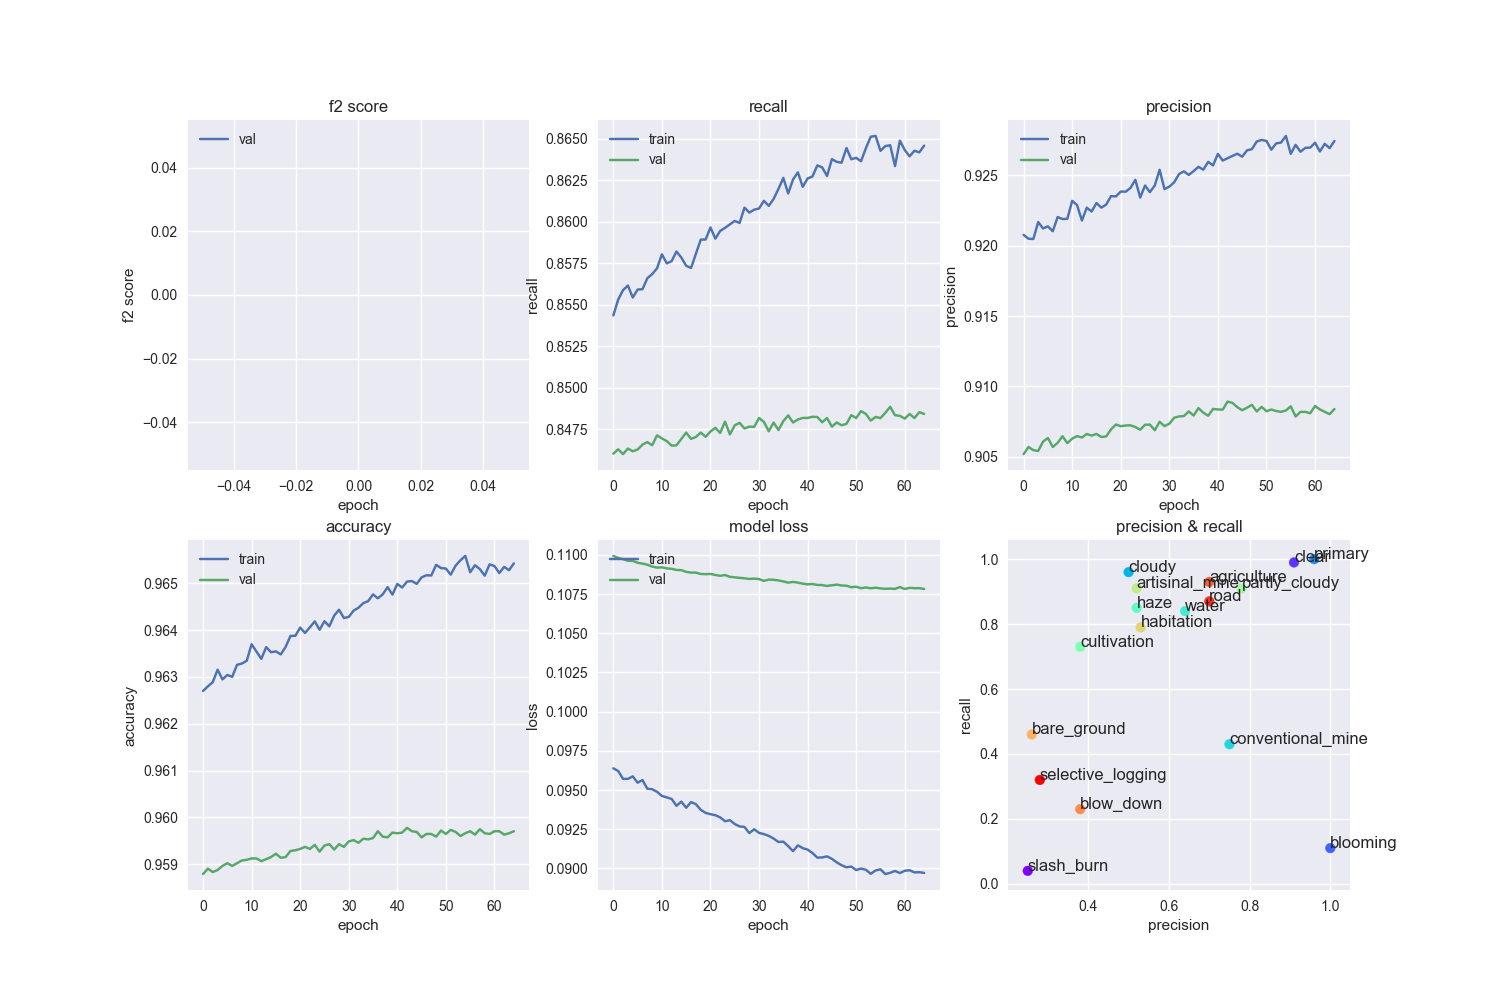 f2 score
val
0.04
0.02
0.00
−0.02
−0.04
f2 score
−0.04 −0.02 0.00 0.02 0.04
epoch
recall
train
val
0.8650
0.8625
0.8600
0.8575
0.8550
0.8525
0.8500
0.8475
recall
0 10 20 30 40 50 60
epoch
precision
train
val
0.925
0.920
0.915
0.910
0.905
precision
0 10 20 30 40 50 60
epoch
accuracy
train
val
0.965
0.964
0.963
0.962
0.961
0.960
0.959
accuracy
0 10 20 30 40 50 60
epoch
model loss
train
val
0.1100
0.1075
0.1050
0.1025
0.1000
0.0975
0.0950
0.0925
0.0900
loss
0 10 20 30 40 50 60
epoch
precision & recall
1.0
0.8
0.6
0.4
0.2
0.0
recall
clear
primary
cloudy
agriculture
artisinal_mine
partly_cloudy
road
haze
water
habitation
cultivation
bare_ground
conventional_mine
selective_logging
blow_down
blooming
slash_burn
0.4 0.6 0.8 1.0
precision